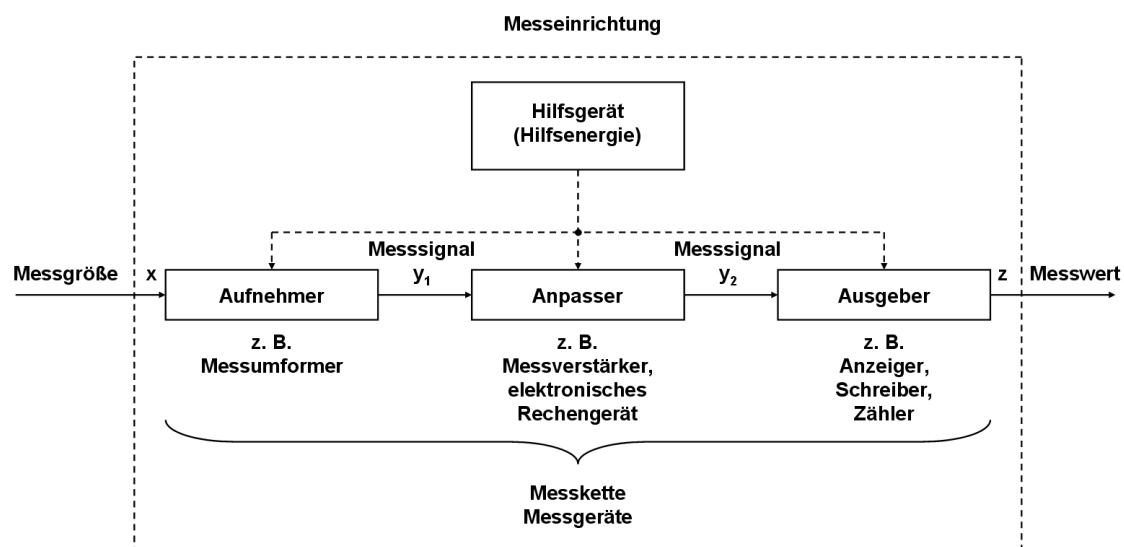 Messeinrichtung
Hilfsgerät
(Hilfsenergie)
Messsignal
Messsignal
Messgröße x y₁ y₂ z Messwert
Aufnehmer Anpasser Ausgeber
z. B.
Messumformer
z. B.
Messverstärker,
elektronisches
Rechengerät
z. B.
Anzeiger,
Schreiber,
Zähler
Messkette
Messgeräte